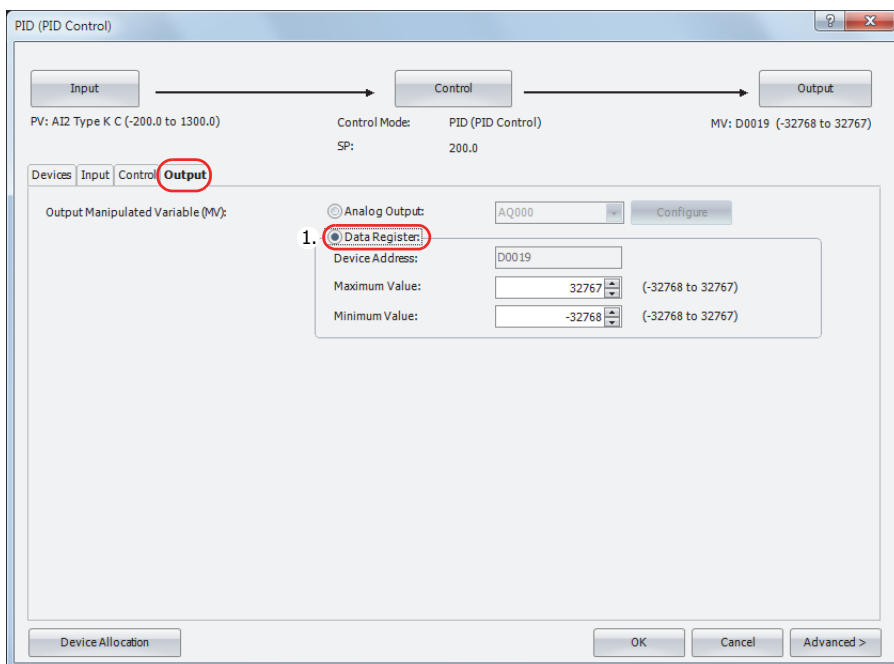 PID (PID Control)
?
X
Input
Control
Output
PV: AI2 Type K C (-200.0 to 1300.0)
Control Mode: PID (PID Control)
MV: D0019 (-32768 to 32767)
SP: 200.0
Devices Input Control Output
Output Manipulated Variable (MV):
Analog Output: AQ000 Configure
1. Data Register:
Device Address: D0019
Maximum Value: 32767 (-32768 to 32767)
Minimum Value: -32768 (-32768 to 32767)
Device Allocation OK Cancel Advanced >